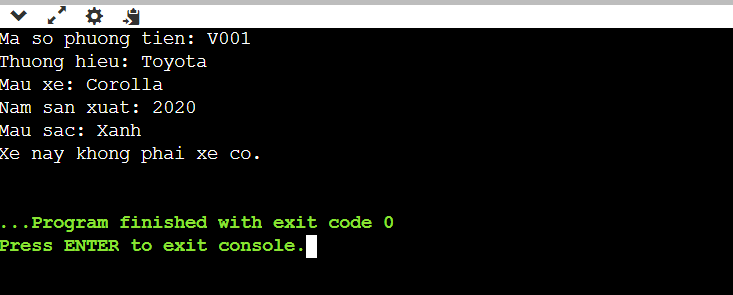 Ma so phuong tien: V001
Thuong hieu: Toyota
Mau xe: Corolla
Nam san xuat: 2020
Mau sac: Xanh
Xe nay khong phai xe co.
...Program finished with exit code 0
Press ENTER to exit console.